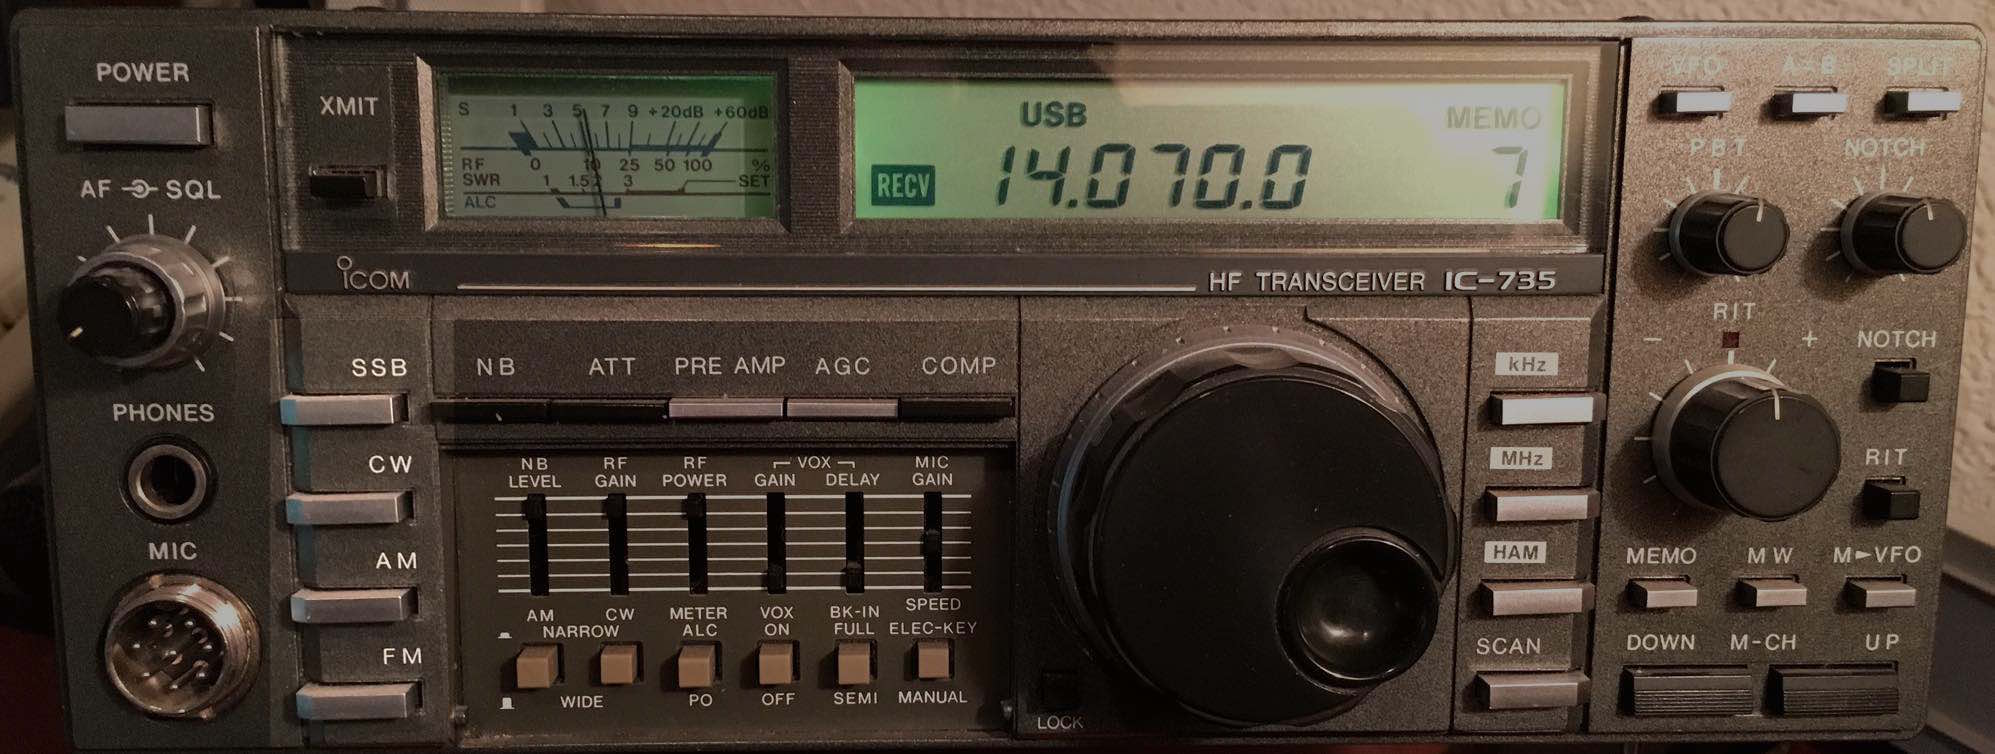 POWER
AF SQL
PHONES
MIC
XMIT
S 1 3 5 7 9 +20dB +60dB
RF 0 10 25 50 100 %
SWR 1 1.5 2 3 SET
ALC
USB MEMO
RECV 14.070.0 7
ICOM
HF TRANSCEIVER IC-735
SSB
CW
AM
FM
NB ATT PRE AMP AGC COMP
NB LEVEL
RF GAIN
RF POWER
VOX
GAIN DELAY
MIC GAIN
AM CW
NARROW
WIDE
METER
ALC
PO
VOX
ON
OFF
BK-IN
FULL
SEMI
SPEED
ELEC-KEY
MANUAL
LOCK
kHz
MHz
HAM
SCAN
VFO A=B SPLIT
PBT NOTCH
RIT
- +
NOTCH
RIT
MEMO MW M►VFO
DOWN M-CH UP